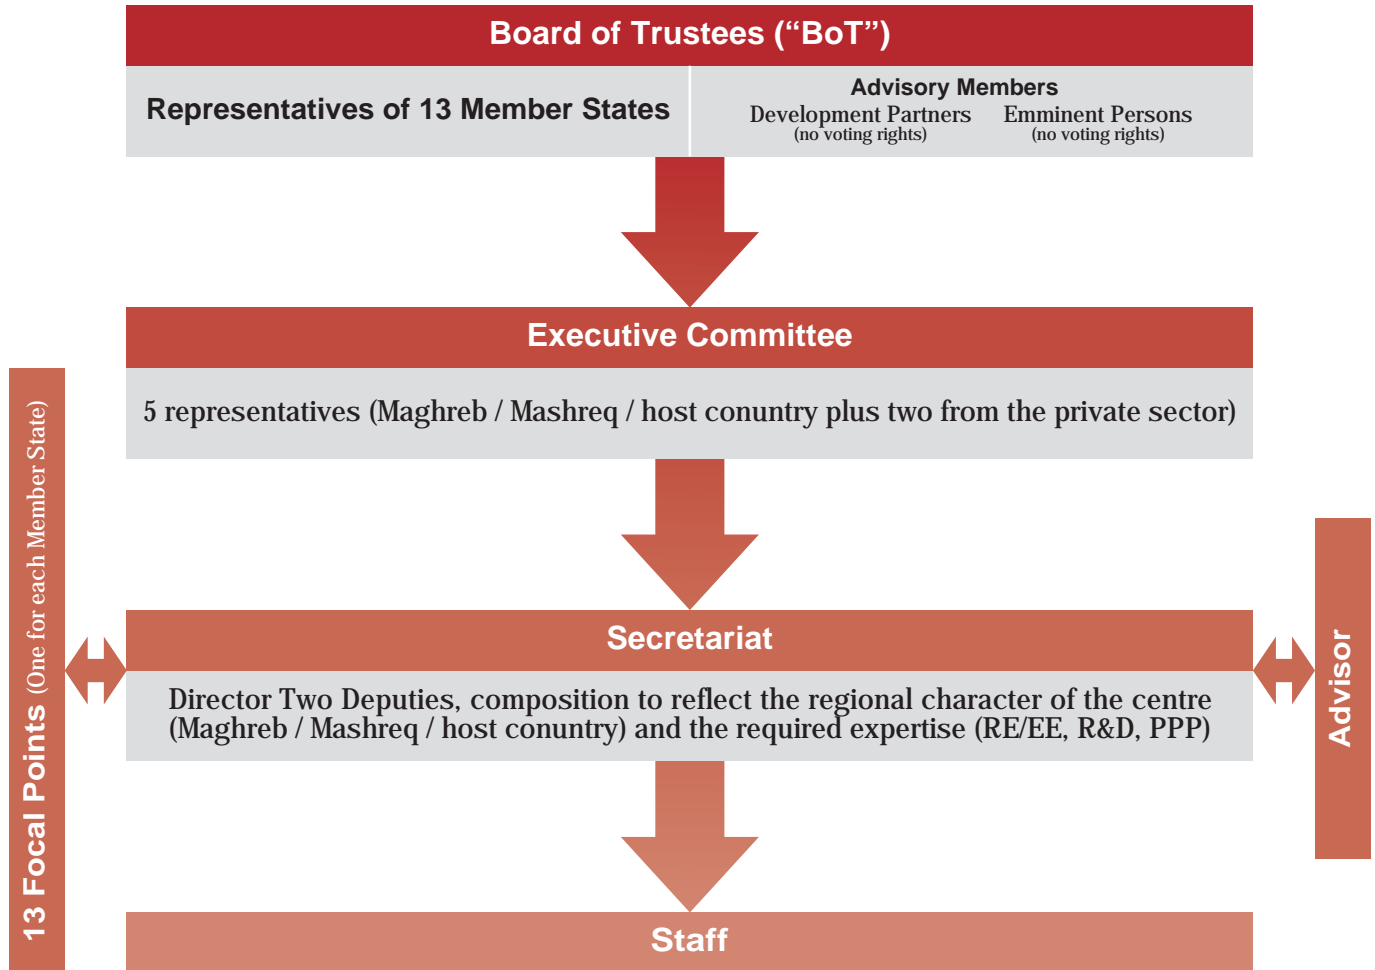 Board of Trustees (“BoT”)
Representatives of 13 Member States
Advisory Members
Development Partners
(no voting rights)
Emminent Persons
(no voting rights)
Executive Committee
5 representatives (Maghreb / Mashreq / host conuntry plus two from the private sector)
13 Focal Points (One for each Member State)
Secretariat
Director Two Deputies, composition to reflect the regional character of the centre
(Maghreb / Mashreq / host conuntry) and the required expertise (RE/EE, R&D, PPP)
Advisor
Staff